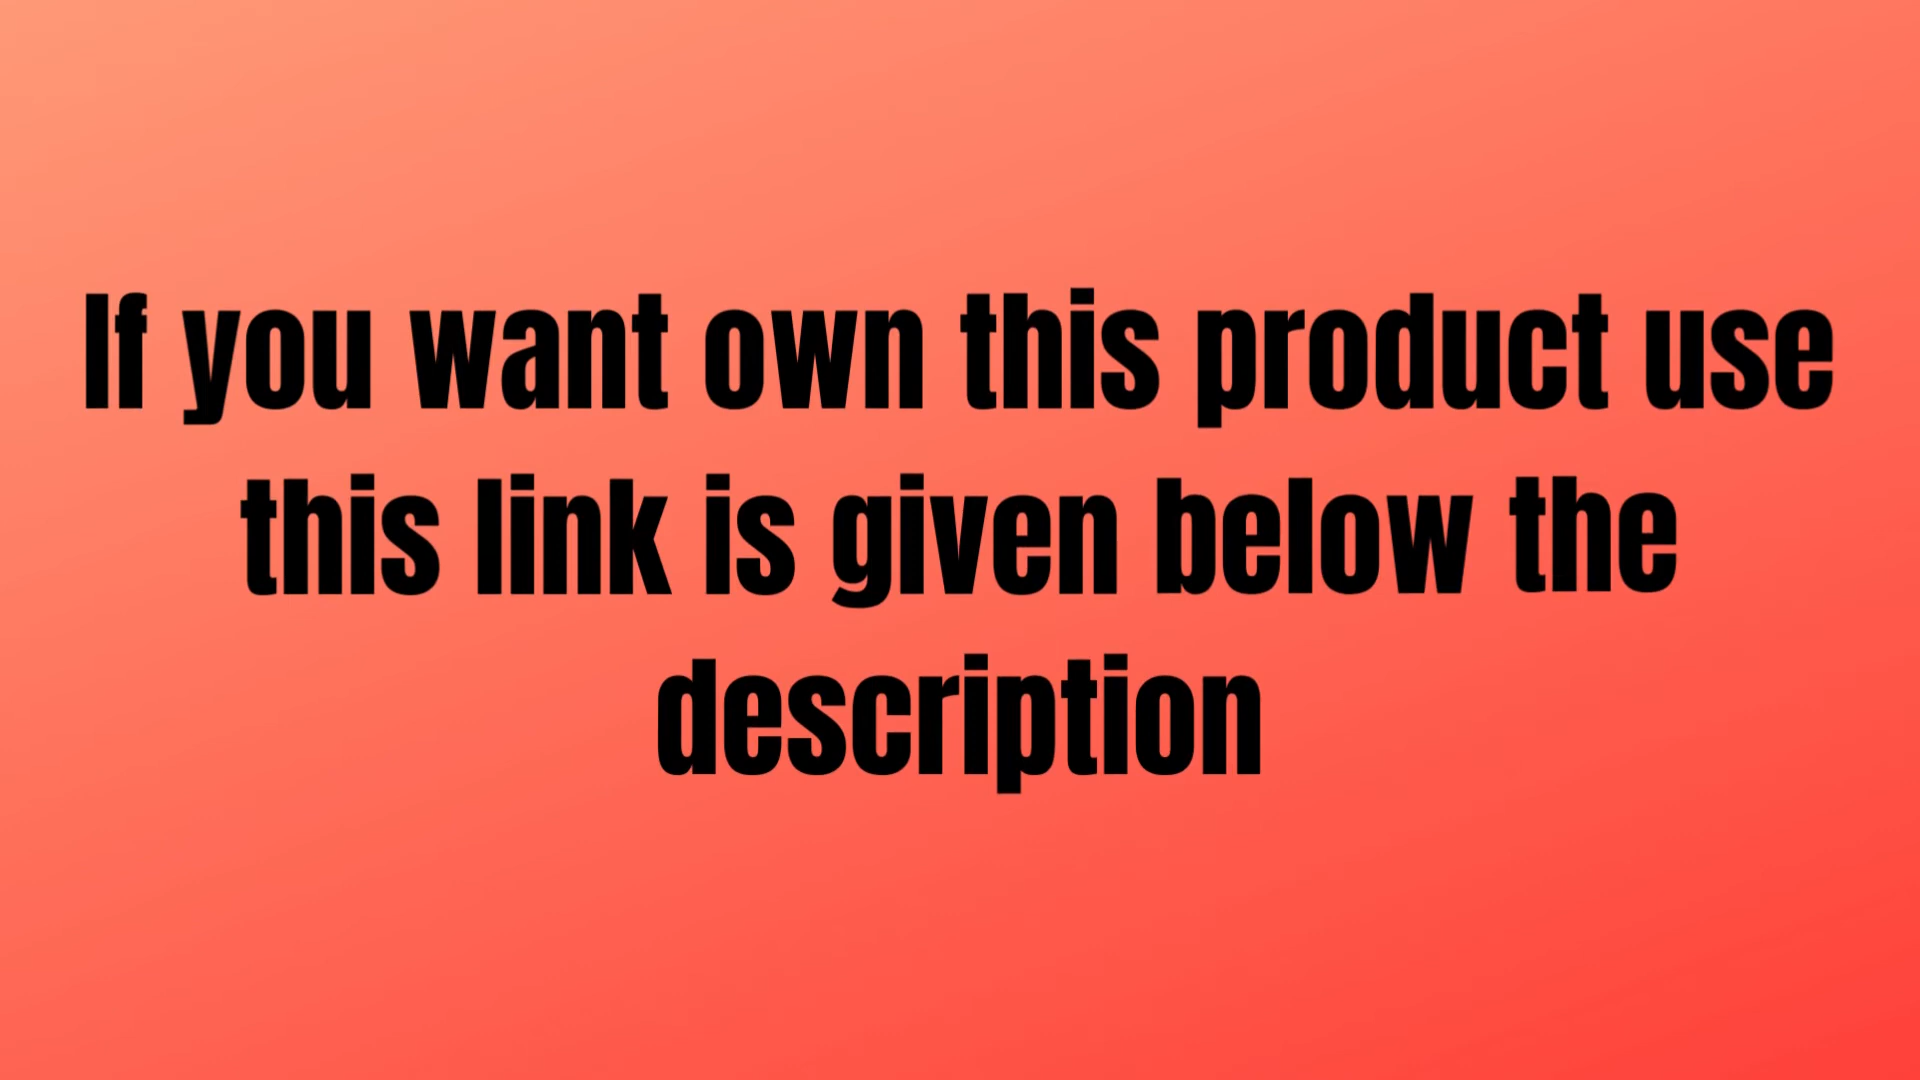 If you want own this product use
this link is given below the
description